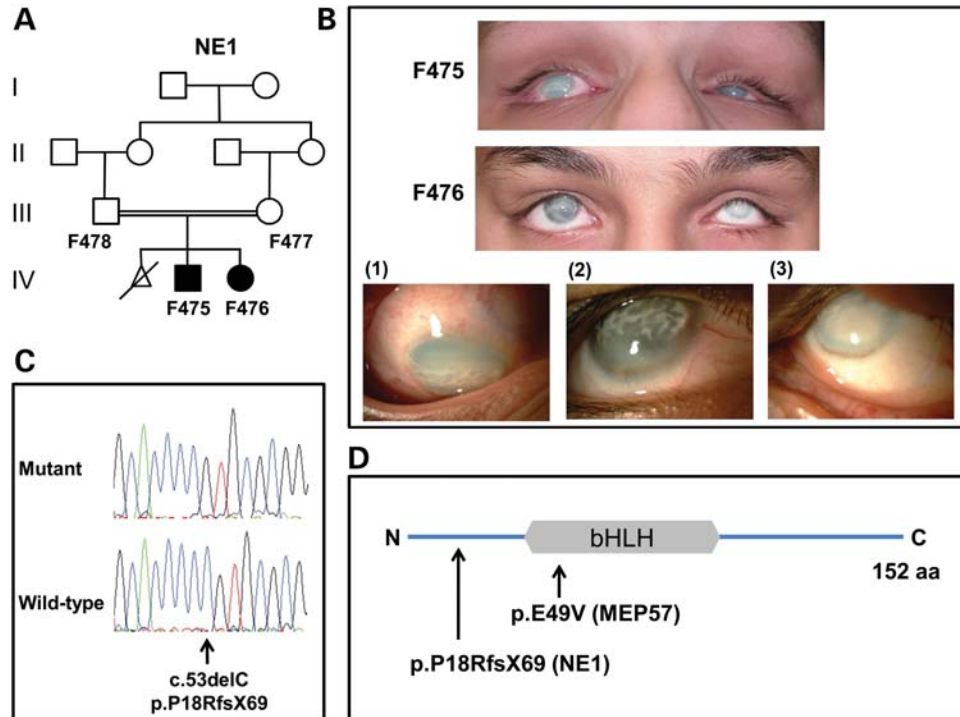 A
NE1
I
II
III
F478
F477
IV
F475
F476
B
F475
F476
(1)
(2)
(3)
C
Mutant
Wild-type
c.53delC
p.P18RfsX69
D
N
bHLH
C
152 aa
p.E49V (MEP57)
p.P18RfsX69 (NE1)